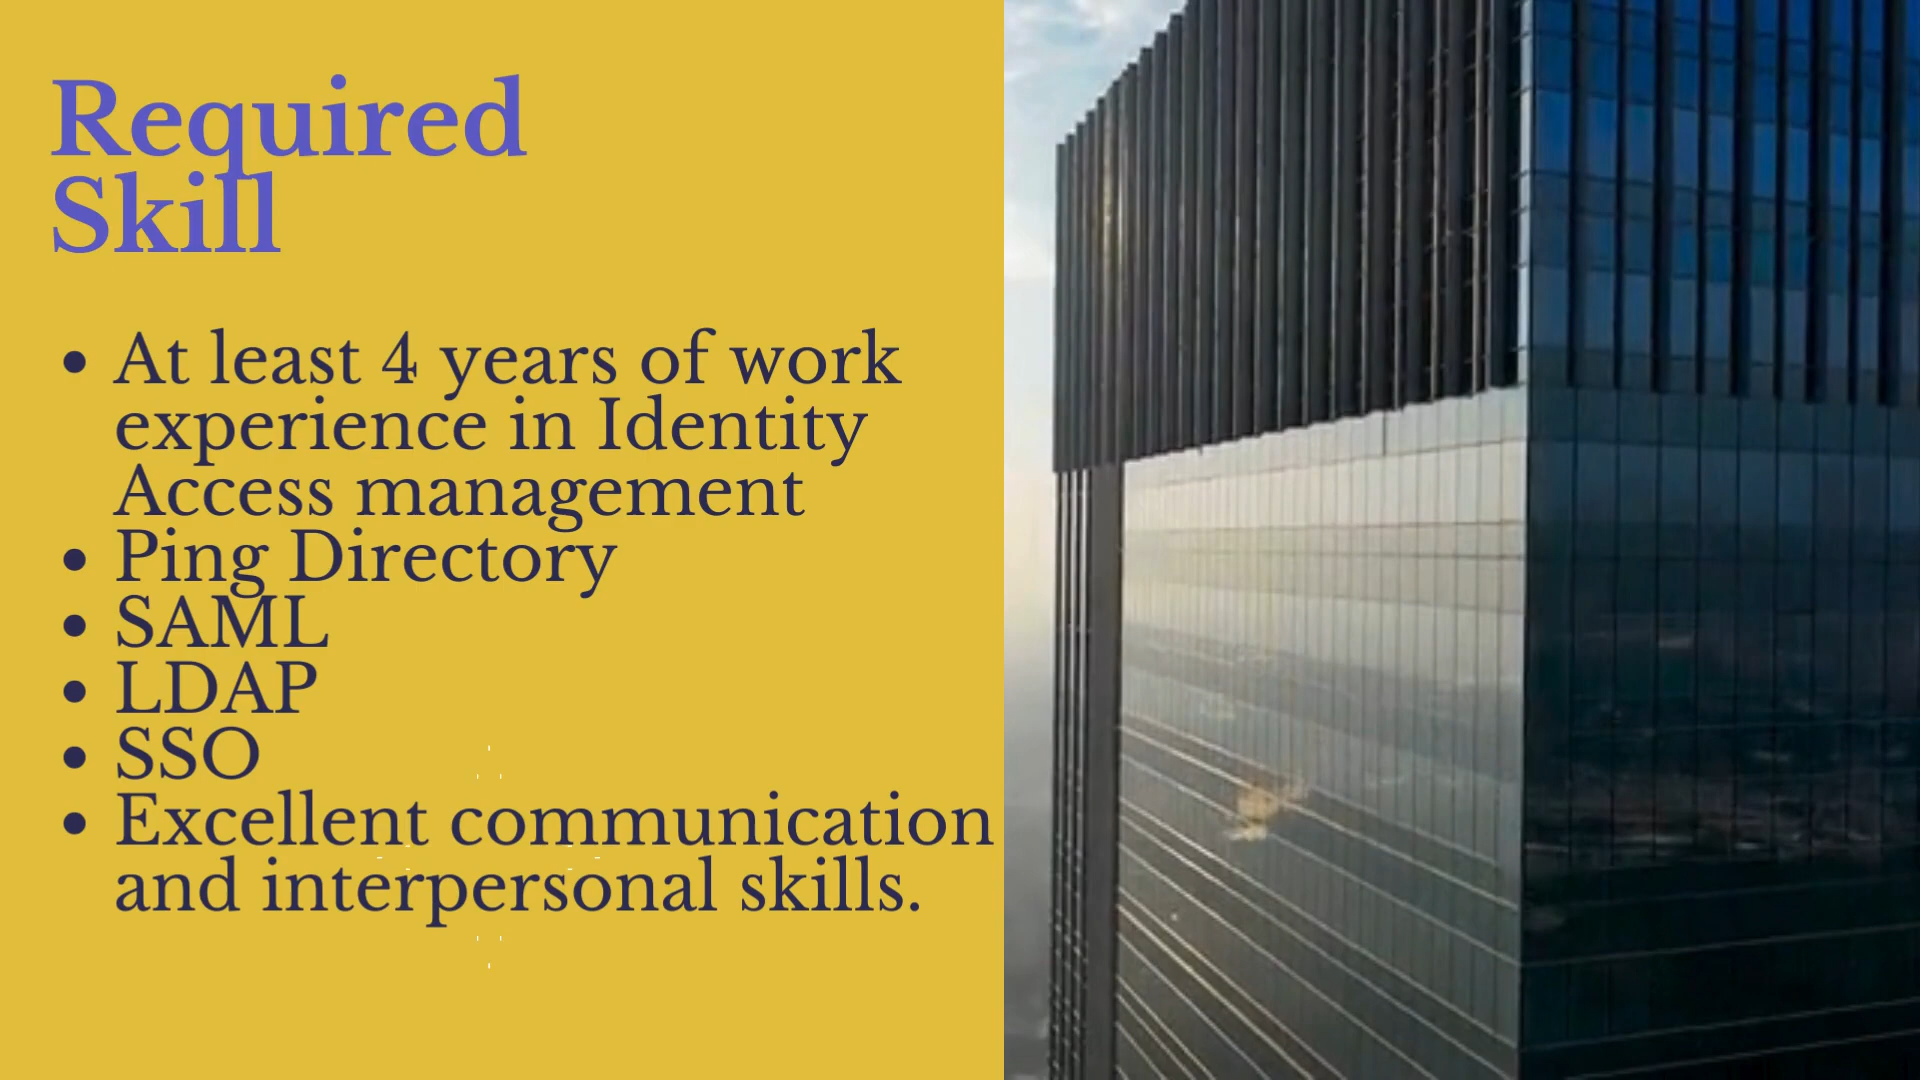 Required
Skill
• At least 4 years of work
experience in Identity
Access management
• Ping Directory
• SAML
• LDAP
• SSO
• Excellent communication
and interpersonal skills.